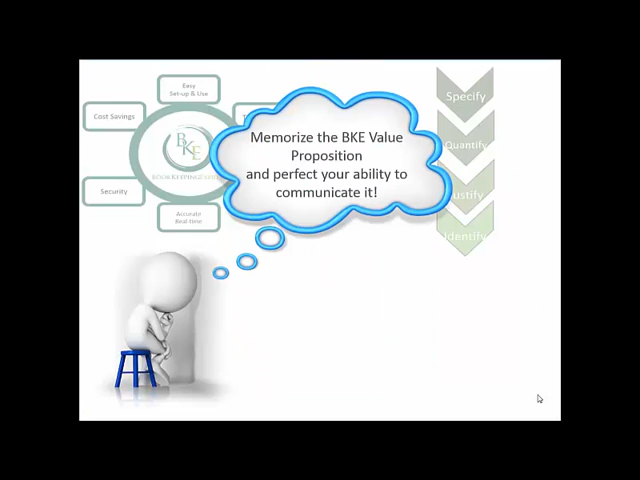 Easy
Set-up & Use
Cost Savings
BKE
Security
Accurate
Real-time
Memorize the BKE Value
Proposition
and perfect your ability to
communicate it!
Specify
Quantify
Justify
Identify